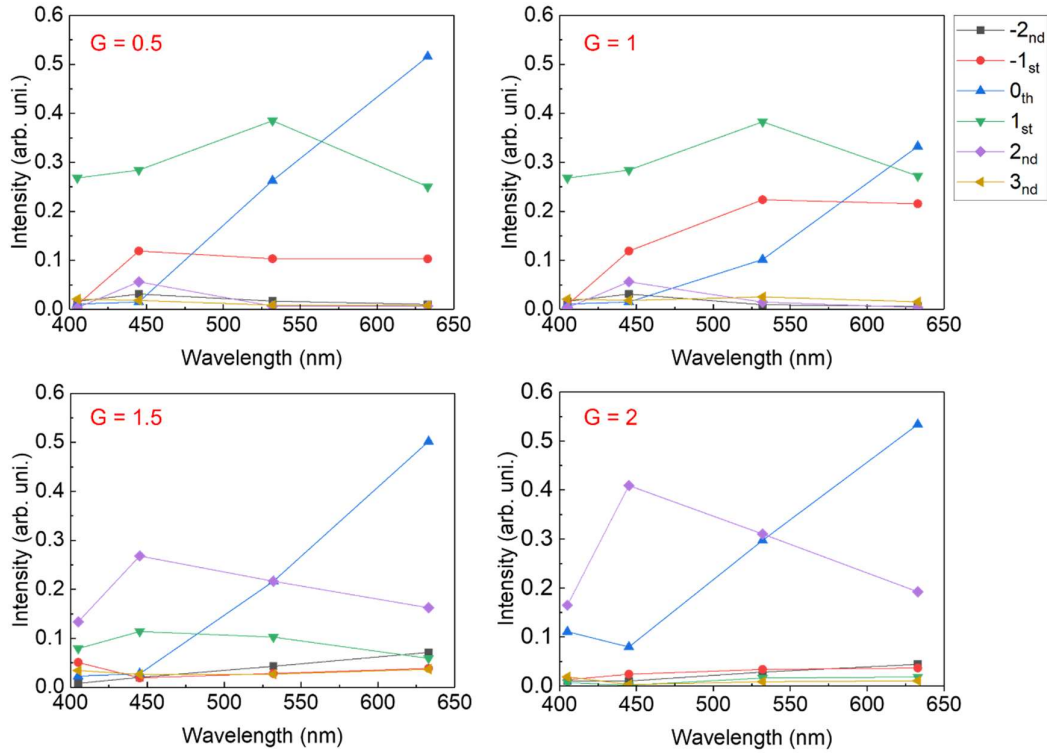 G = 0.5
Intensity (arb. uni.)
0.6
0.5
0.4
0.3
0.2
0.1
0.0
400 450 500 550 600 650
Wavelength (nm)
G = 1
Intensity (arb. uni.)
0.6
0.5
0.4
0.3
0.2
0.1
0.0
400 450 500 550 600 650
Wavelength (nm)
-2nd
-1st
0th
1st
2nd
3nd
G = 1.5
Intensity (arb. uni.)
0.6
0.5
0.4
0.3
0.2
0.1
0.0
400 450 500 550 600 650
Wavelength (nm)
G = 2
Intensity (arb. uni.)
0.6
0.5
0.4
0.3
0.2
0.1
0.0
400 450 500 550 600 650
Wavelength (nm)